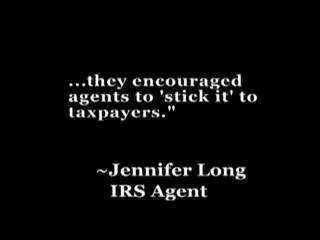 ...they encouraged
agents to 'stick it' to
taxpayers."
~Jennifer Long
IRS Agent